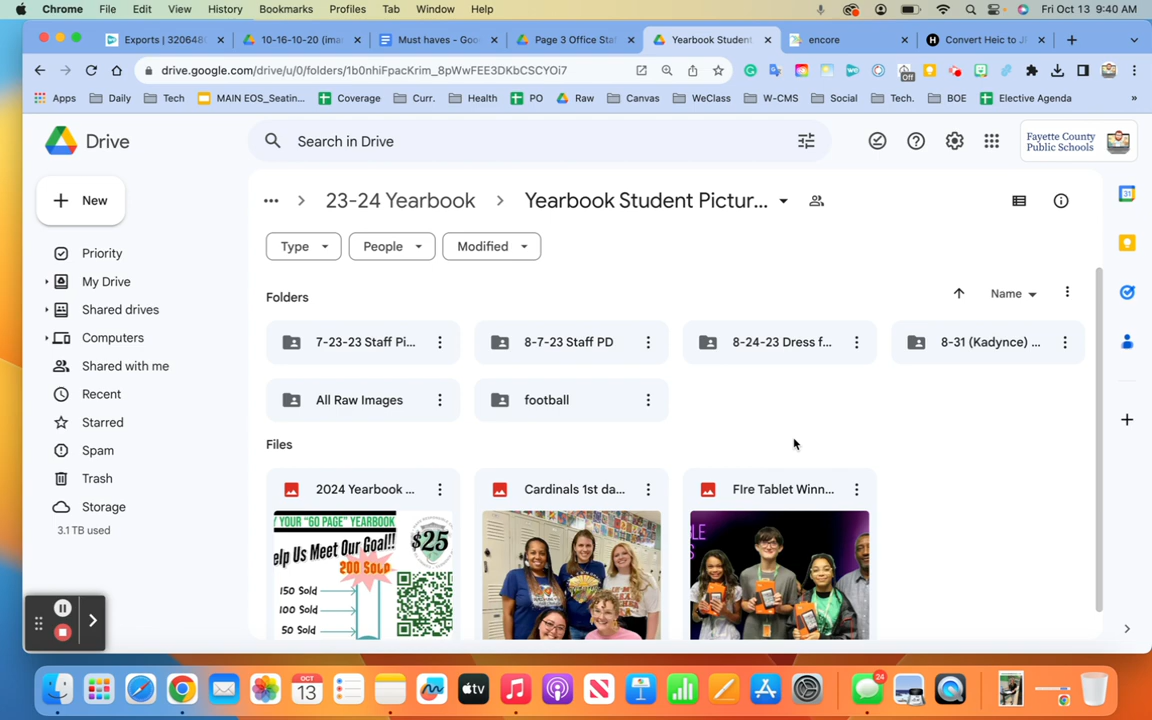 Chrome File Edit View History Bookmarks Profiles Tab Window Help Fri Oct 13 9:40 AM
Exports | 320648 10-16-10-20 (ima Must haves - Goo Page 3 Office Sta Yearbook Student encore Convert Heic to JI
drive.google.com/drive/u/0/folders/1b0nhiFpacKrim_8pWwFEE3DKbCSCYOi7 Off
Apps Daily Tech MAIN EOS_Seatin... Coverage Curr. Health PO Raw Canvas WeClass W-CMS Social Tech. BOE Elective Agenda »
Drive Search in Drive Fayette County
Public Schools
New
··· 23-24 Yearbook Yearbook Student Pictur...
Type People Modified
Priority
My Drive
Shared drives
Computers
Shared with me
Recent
Starred
Spam
Trash
Storage
3.1 TB used
Folders Name
7-23-23 Staff Pi... 8-7-23 Staff PD 8-24-23 Dress f... 8-31 (Kadynce) ...
All Raw Images football
Files
2024 Yearbook ... Cardinals 1st da... FIre Tablet Winn...
YOUR "60 PAGE" YEARBOOK
elp Us Meet Our Goal!!
$25
200 Sold
150 Sold
100 Sold
50 Sold
31
OCT
13
tv
24